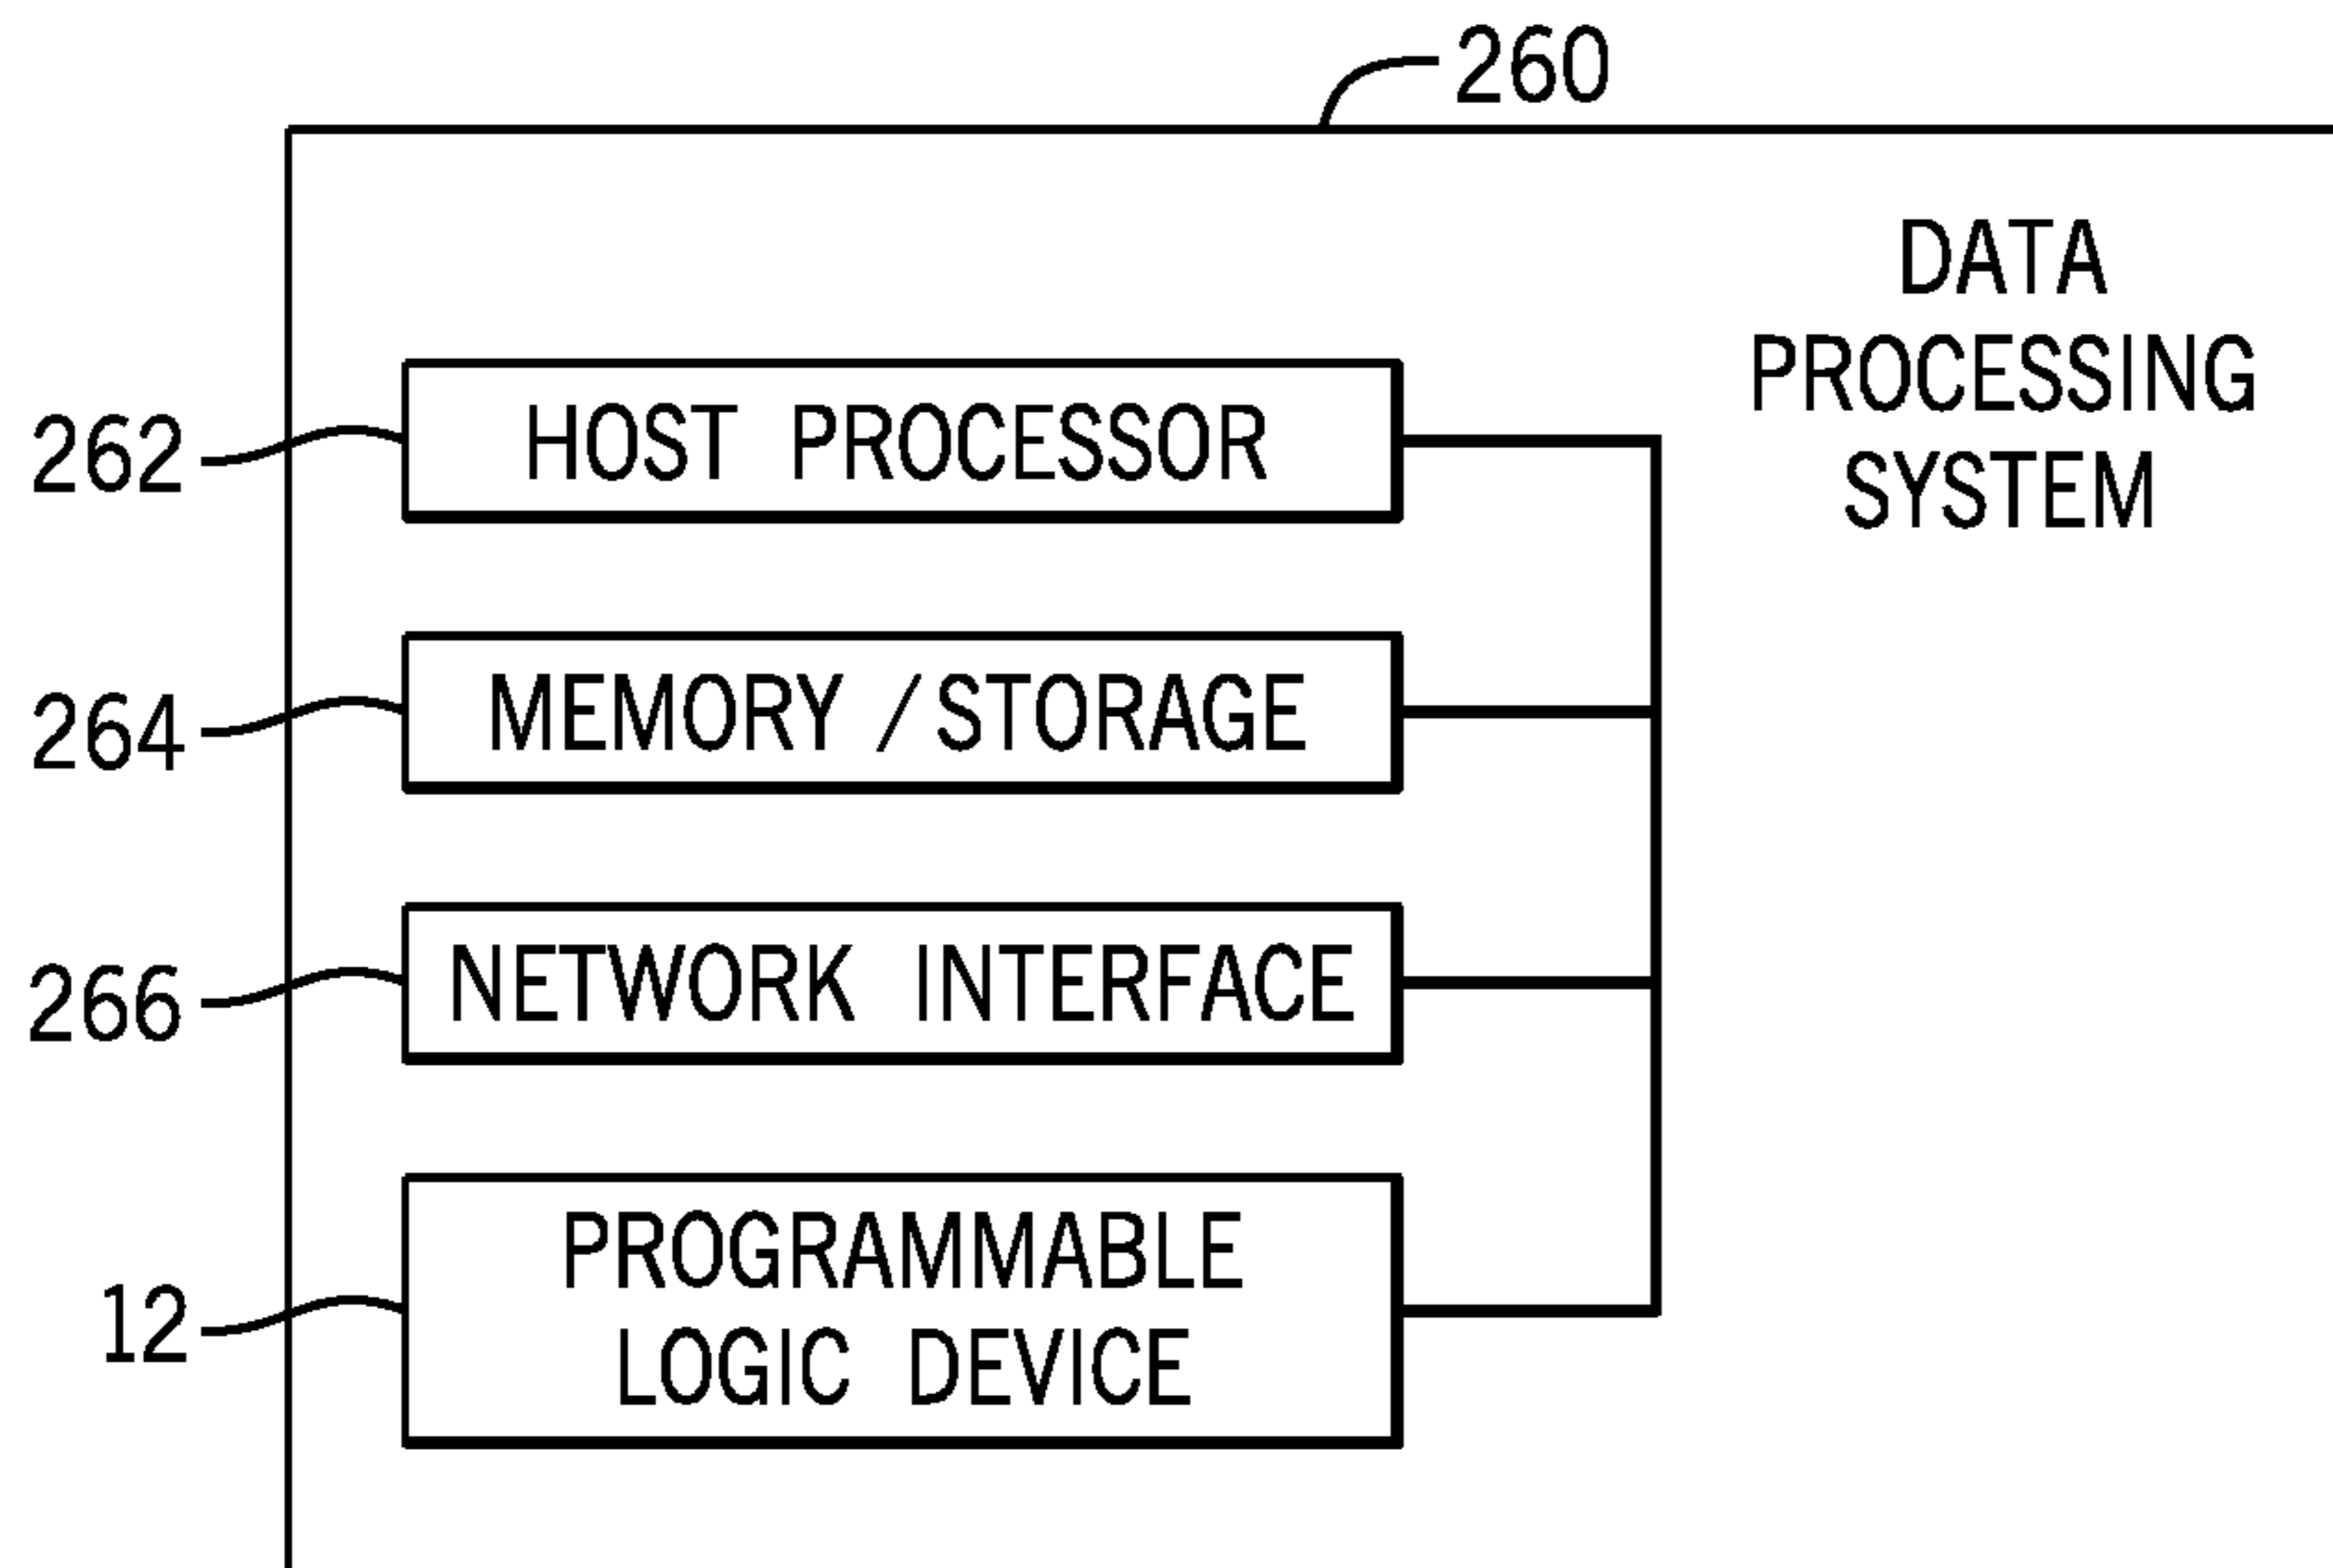 260
DATA
PROCESSING
SYSTEM
262
HOST PROCESSOR
264
MEMORY / STORAGE
266
NETWORK INTERFACE
12
PROGRAMMABLE
LOGIC DEVICE